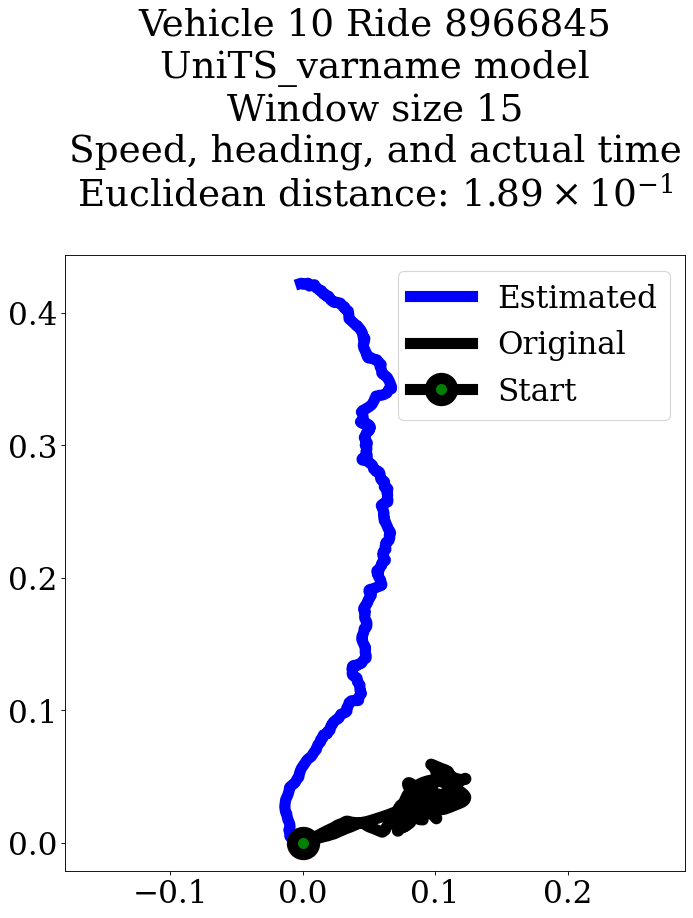 Vehicle 10 Ride 8966845
UniTS_varname model
Window size 15
Speed, heading, and actual time
Euclidean distance: 1.89 × 10⁻¹
Estimated
Original
Start
0.4
0.3
0.2
0.1
0.0
−0.1 0.0 0.1 0.2